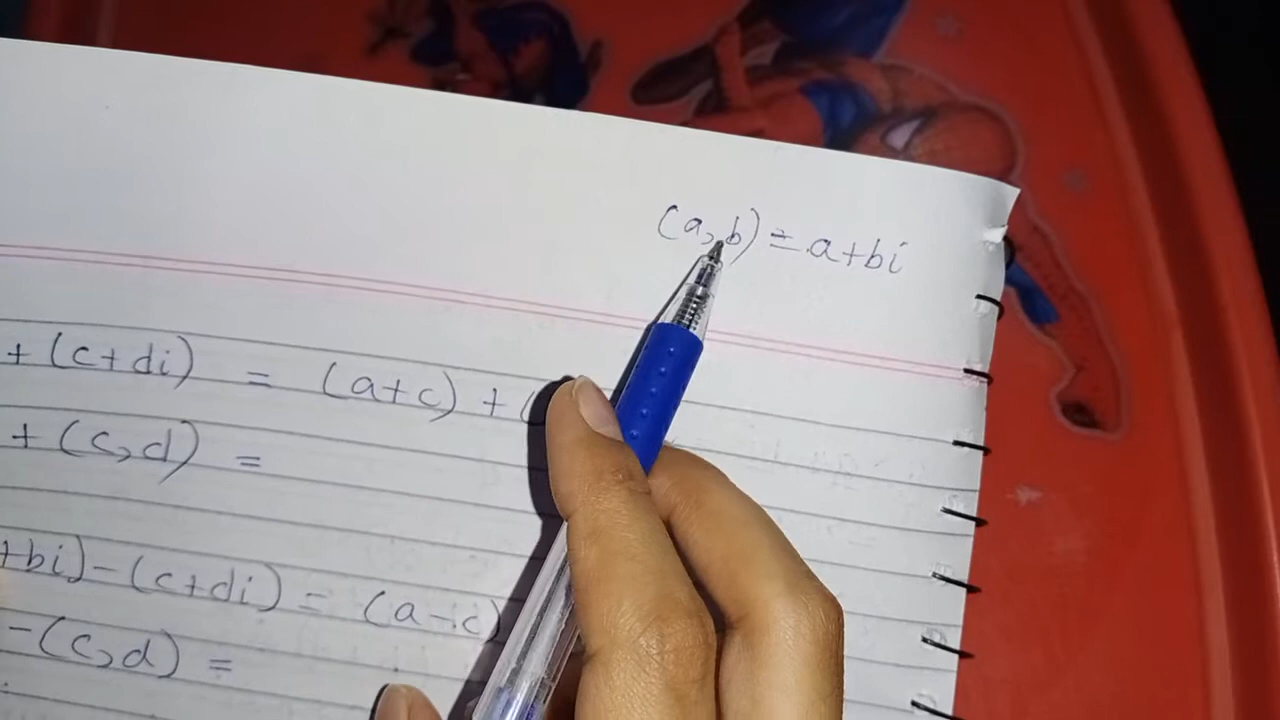 (a,b) = a+bi
+ (c+di) = (a+c) + (
+ (c,d) =
+bi) - (c+di) = (a-c)
- (c,d) =